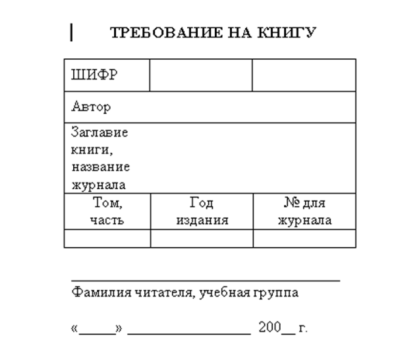 ТРЕБОВАНИЕ НА КНИГУ
ШИФР
Автор
Заглавие
книги,
название
журнала
Том, часть
Год издания
№ для журнала
Фамилия читателя, учебная группа
«_____» __________________ 200__ г.